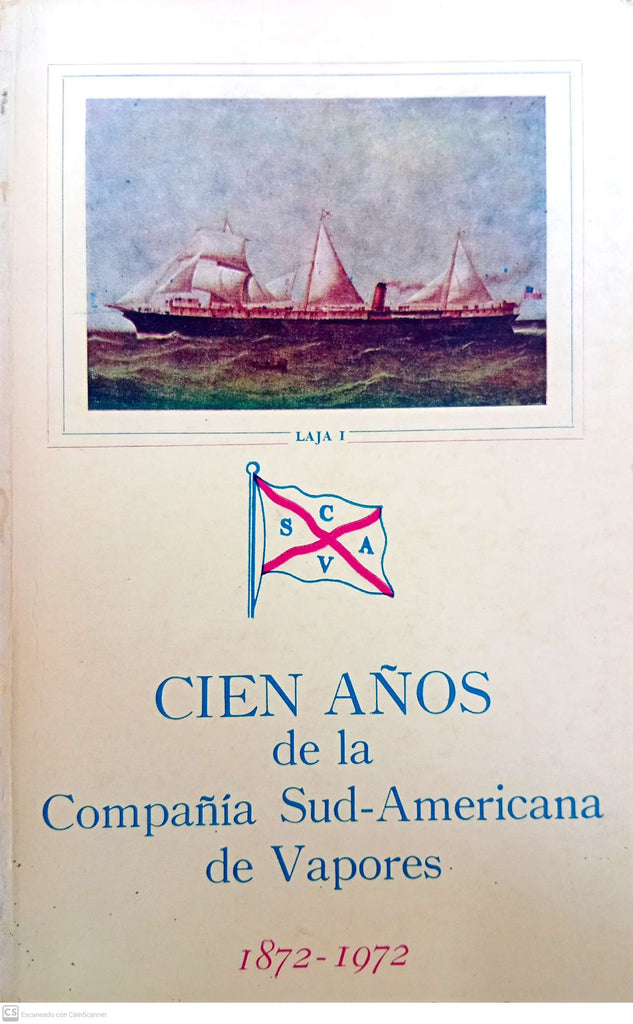 LAJA I
C
S A
V
CIEN AÑOS
de la
Compañía Sud-Americana
de Vapores
1872-1972
CS Escaneado con CamScanner